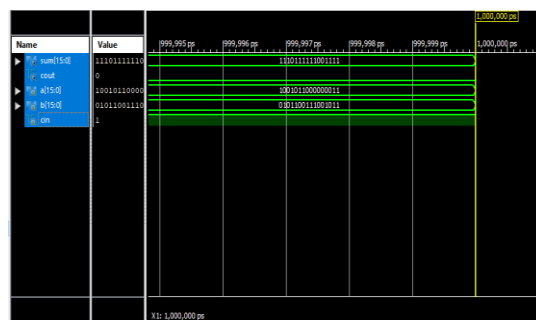 1,000,000 ps
Name Value 999,995 ps 999,996 ps 999,997 ps 999,998 ps 999,999 ps 1,000,000 ps
sum[15:0] 11101111110 1110111111001111
cout 0
a[15:0] 10010110000 1001011000000011
b[15:0] 01011001110 0101100111001011
cin 1
X1: 1,000,000 ps